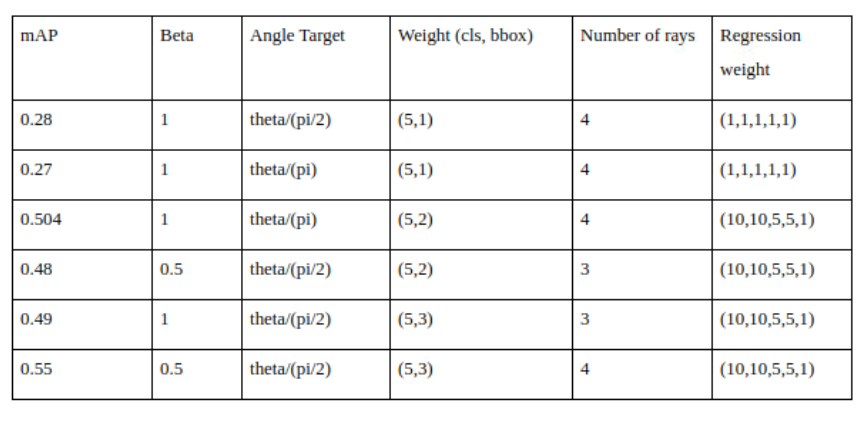 mAP Beta Angle Target Weight (cls, bbox) Number of rays Regression
weight
0.28 1 theta/(pi/2) (5,1) 4 (1,1,1,1,1)
0.27 1 theta/(pi) (5,1) 4 (1,1,1,1,1)
0.504 1 theta/(pi) (5,2) 4 (10,10,5,5,1)
0.48 0.5 theta/(pi/2) (5,2) 3 (10,10,5,5,1)
0.49 1 theta/(pi/2) (5,3) 3 (10,10,5,5,1)
0.55 0.5 theta/(pi/2) (5,3) 4 (10,10,5,5,1)